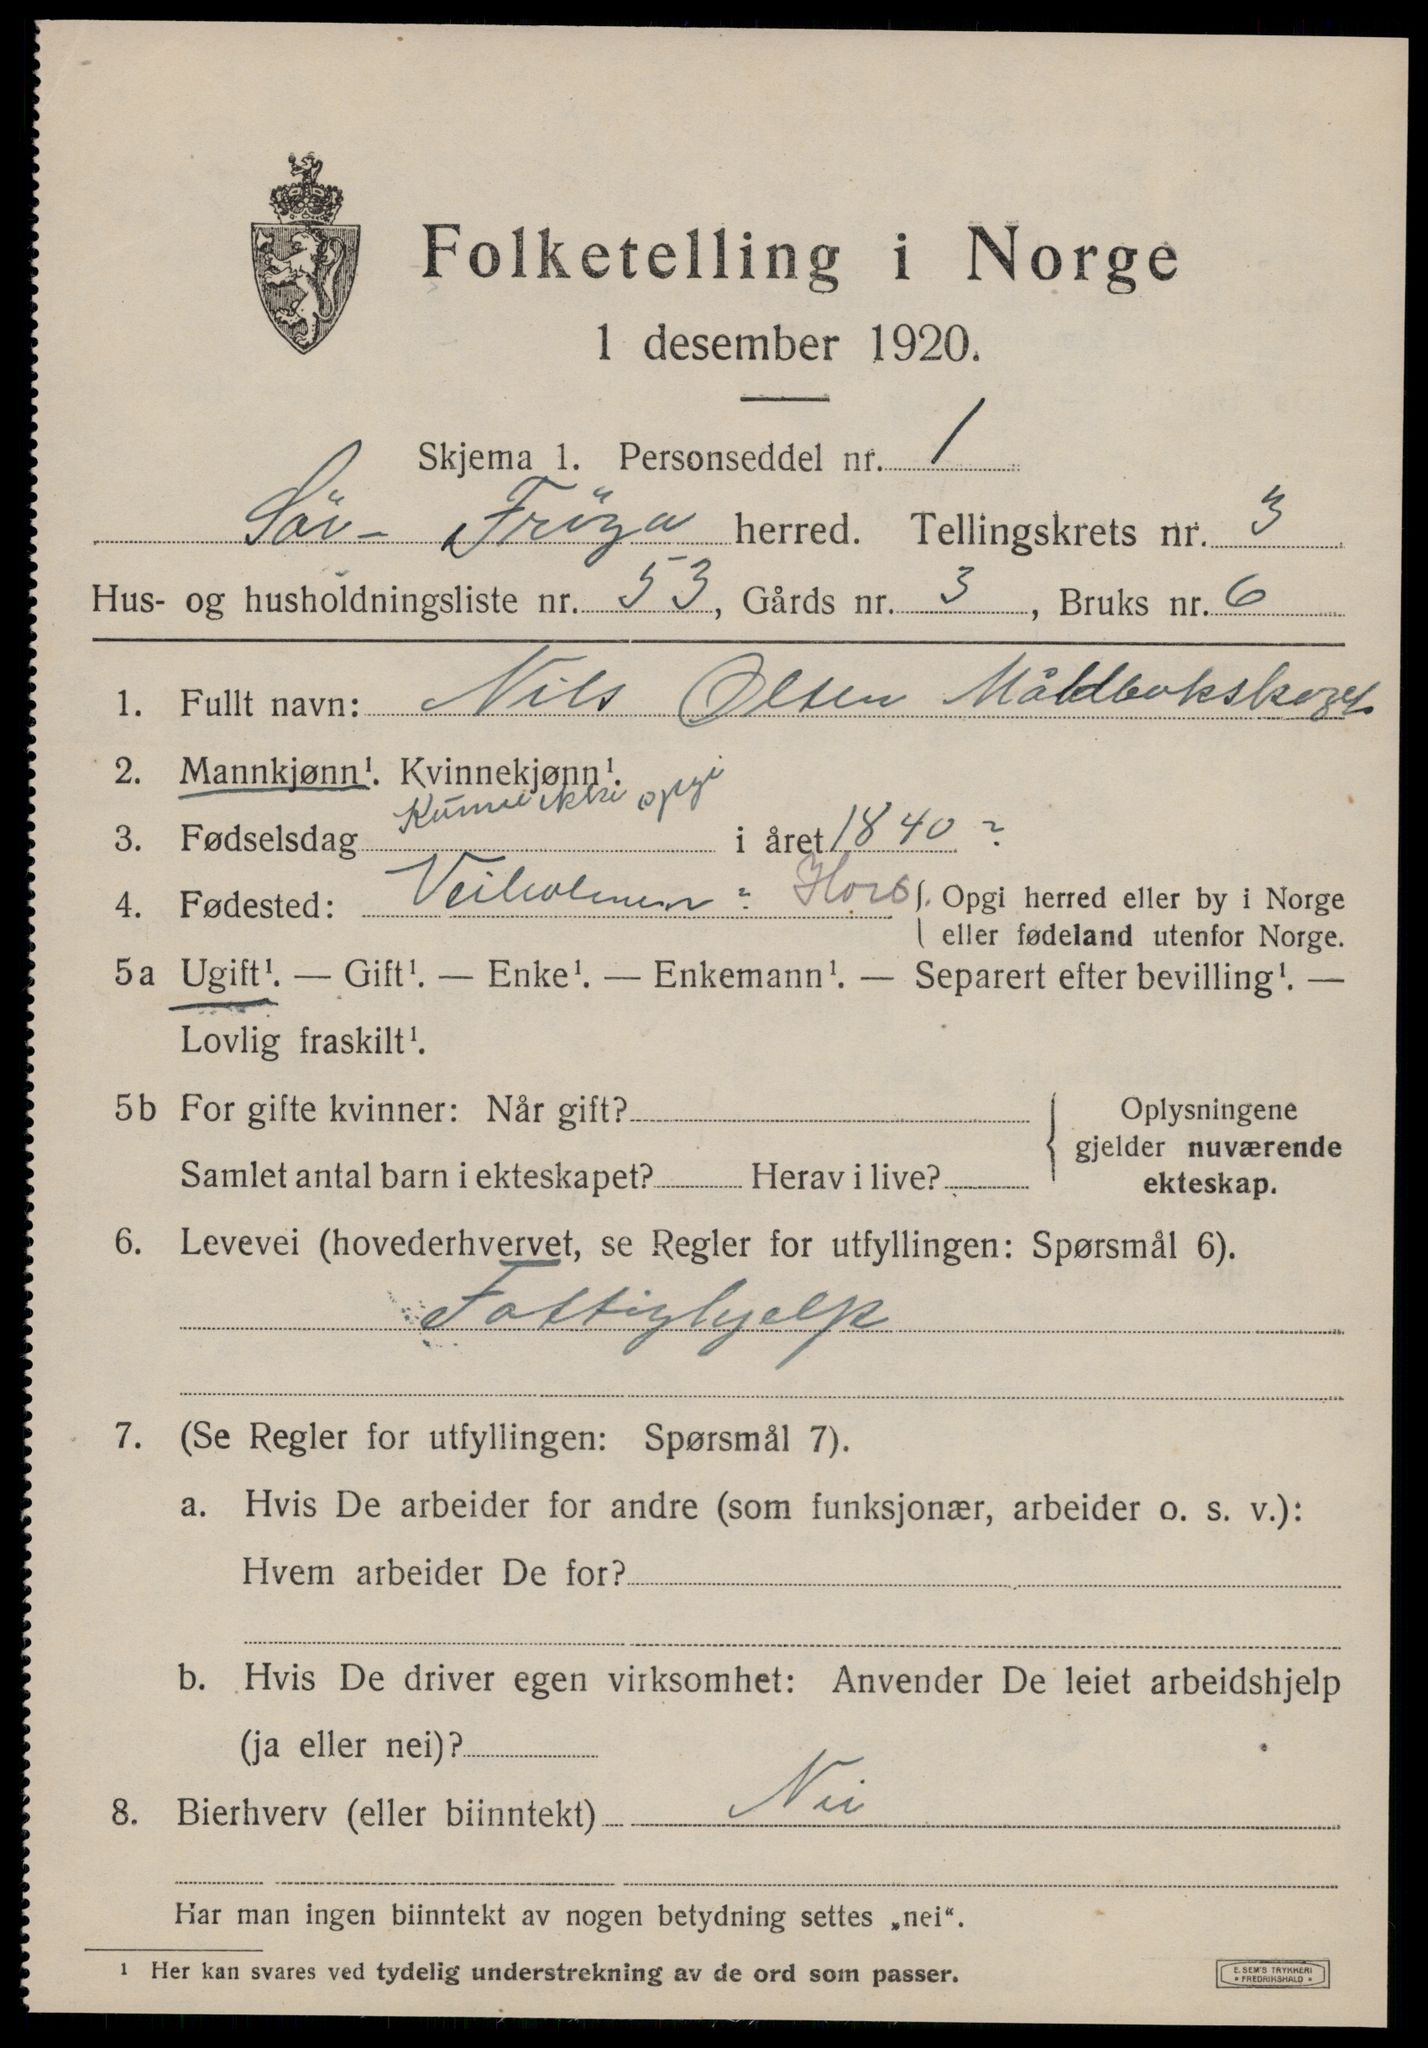 Folketelling i Norge
1 desember 1920.
Skjema 1. Personseddel nr. 1
Sör- Fröya herred. Tellingskrets nr. 3
Hus- og husholdningsliste nr. 53, Gårds nr. 3, Bruks nr. 6
1. Fullt navn: Nils Olsen
2. Mannkjønn¹. Kvinnekjønn¹.
Kunne ikke opgi
3. Fødselsdag i året 1840 ?
4. Fødested: Veiholmen ? { Opgi herred eller by i Norge
eller fødeland utenfor Norge.
5a Ugift¹. — Gift¹. — Enke¹. — Enkemann¹. — Separert efter bevilling¹. —
Lovlig fraskilt¹.
5b For gifte kvinner: Når gift? { Oplysningene
gjelder nuværende
Samlet antal barn i ekteskapet? Herav i live? ekteskap.
6. Levevei (hovederhvervet, se Regler for utfyllingen: Spørsmål 6).
Fattighjelp
7. (Se Regler for utfyllingen: Spørsmål 7).
a. Hvis De arbeider for andre (som funksjonær, arbeider o. s. v.):
Hvem arbeider De for?
b. Hvis De driver egen virksomhet: Anvender De leiet arbeidshjelp
(ja eller nei)?
8. Bierhverv (eller biinntekt) Nei
Har man ingen biinntekt av nogen betydning settes „nei“.
¹ Her kan svares ved tydelig understrekning av de ord som passer.
E. SEM'S TRYKKERI
* FREDRIKSHALD *